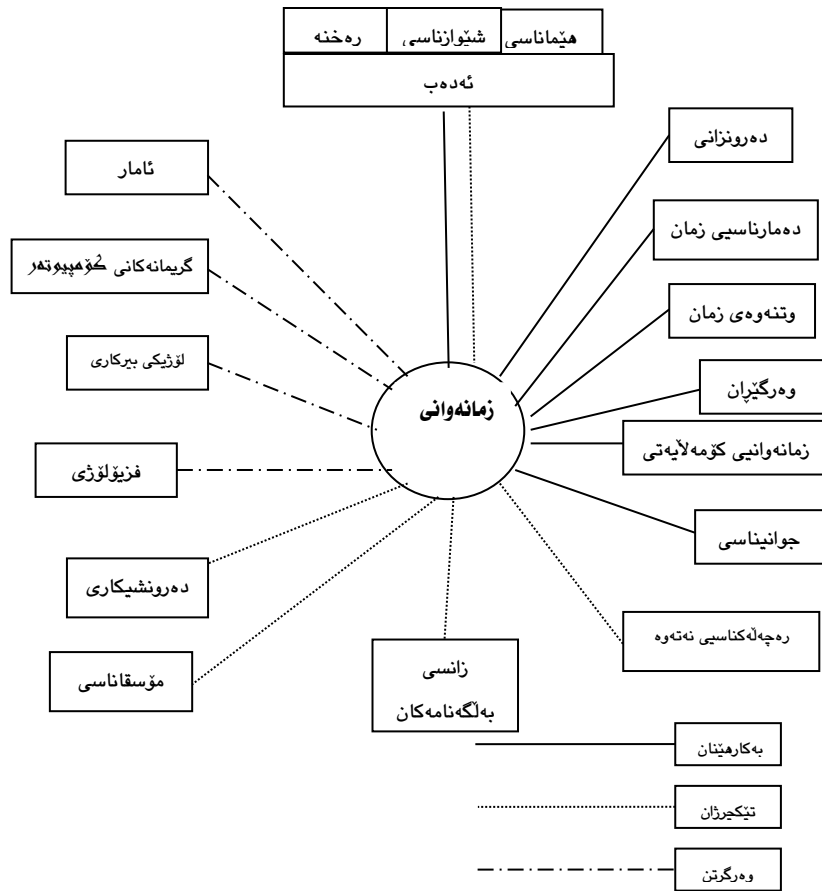 هێماناسی
شێوازناسی
رەخنە
ئەدەب
دەرونزانی
ئامار
دەمارناسیی زمان
گریمانەکانی کۆمپیوتەر
وتنەوەی زمان
لۆژیکی بیرکاری
وەرگێڕان
زمانەوانی
زمانەوانیی کۆمەڵایەتی
فزیۆلۆژی
جوانیناسی
دەرونشیکاری
رەچەڵەکناسیی نەتەوە
مۆسقاناسی
زانسی
بەڵگەنامەکان
بەکارهێنان
تێکچرژان
وەرگرتن